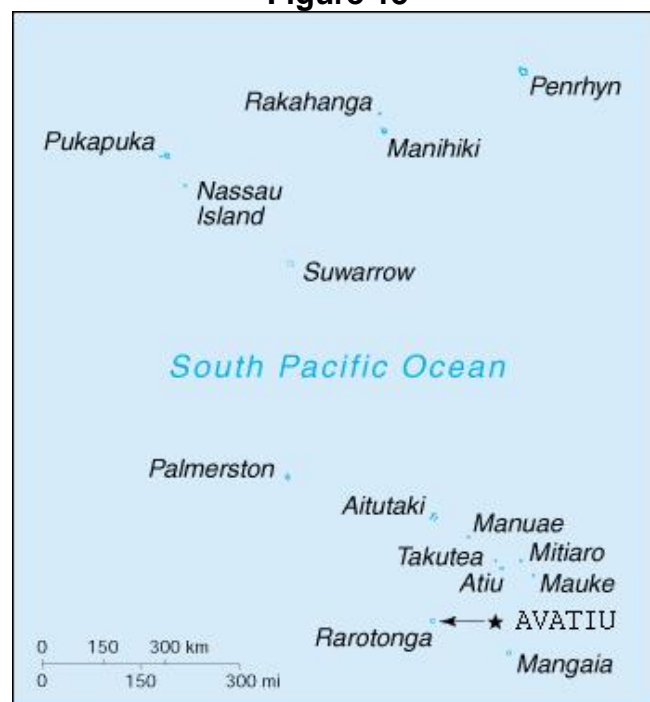 Figure
Penrhyn
Rakahanga
Pukapuka
Manihiki
Nassau
Island
Suwarrow
South Pacific Ocean
Palmerston
Aitutaki
Manuae
Takutea
Mitiaro
Atiu
Mauke
AVATIU
Rarotonga
Mangaia
0 150 300 km
0 150 300 mi